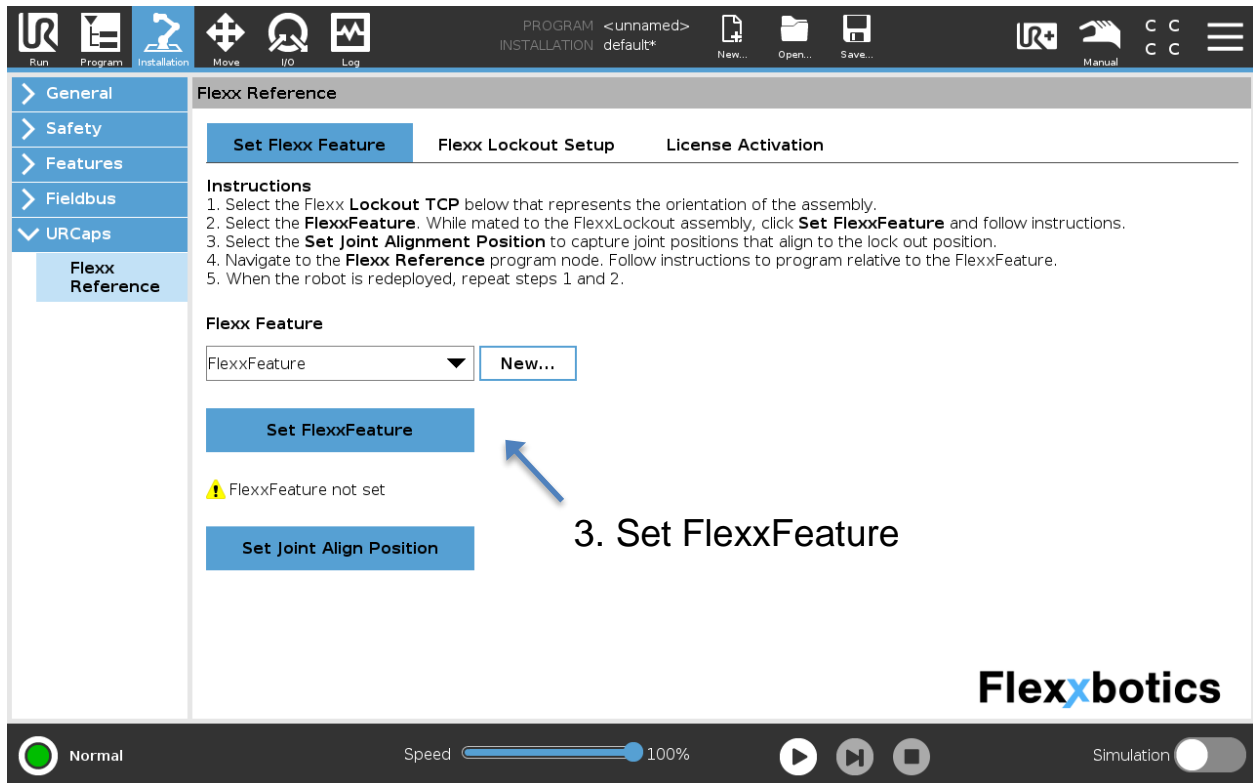 PROGRAM <unnamed>
INSTALLATION default*
UR
Run
Program
Installation
Move
I/O
Log
New...
Open...
Save...
UR+
Manual
C C
C C
General
Safety
Features
Fieldbus
URCaps
Flexx
Reference
Flexx Reference
Set Flexx Feature
Flexx Lockout Setup
License Activation
Instructions
1. Select the Flexx Lockout TCP below that represents the orientation of the assembly.
2. Select the FlexxFeature. While mated to the FlexxLockout assembly, click Set FlexxFeature and follow instructions.
3. Select the Set Joint Alignment Position to capture joint positions that align to the lock out position.
4. Navigate to the Flexx Reference program node. Follow instructions to program relative to the FlexxFeature.
5. When the robot is redeployed, repeat steps 1 and 2.
Flexx Feature
FlexxFeature
New...
Set FlexxFeature
FlexxFeature not set
3. Set FlexxFeature
Set Joint Align Position
Flexxbotics
Normal
Speed
100%
Simulation